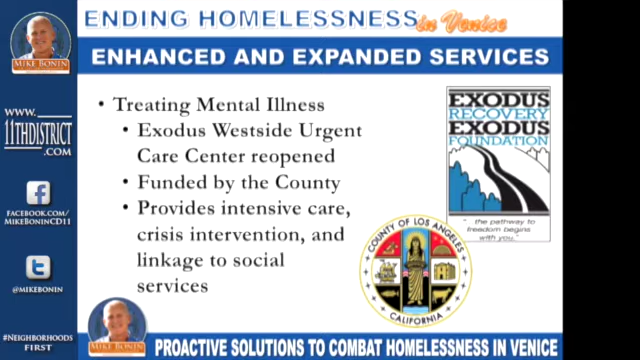 ENDING HOMELESSNESS in Venice
ENHANCED AND EXPANDED SERVICES
MIKE BONIN
WWW.
11THDISTRICT
.COM
FACEBOOK.COM/
MIKEBONINCD11
@MIKEBONIN
#NEIGHBORHOODS
FIRST
• Treating Mental Illness
• Exodus Westside Urgent
Care Center reopened
• Funded by the County
• Provides intensive care,
crisis intervention, and
linkage to social
services
EXODUS
RECOVERY
EXODUS
FOUNDATION
"the pathway to
freedom begins
with you."
COUNTY OF LOS ANGELES
CALIFORNIA
MIKE BONIN
PROACTIVE SOLUTIONS TO COMBAT HOMELESSNESS IN VENICE